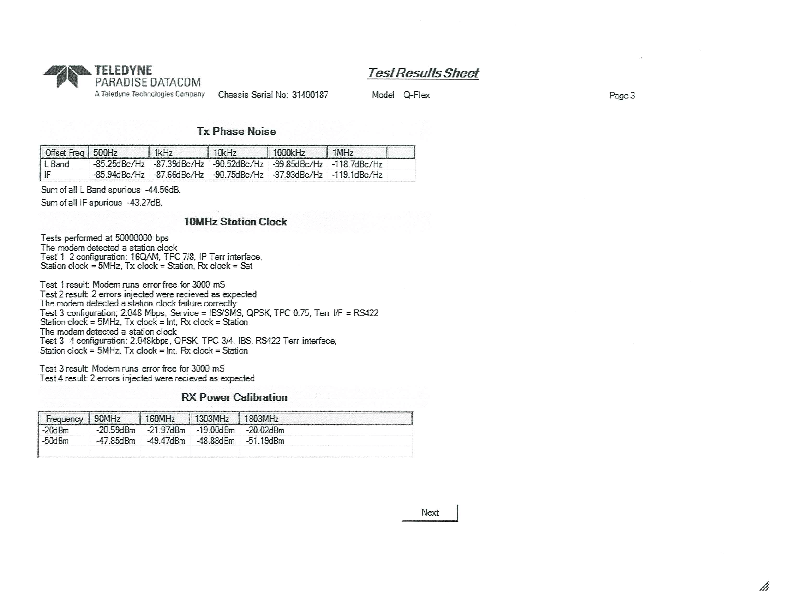 TELEDYNE
PARADISE DATACOM
A Teledyne Technologies Company
Test Results Sheet
Chassis Serial No: 31400187 Model Q-Flex Page 3
Tx Phase Noise
Offset Freq 500Hz 1kHz 10kHz 1000kHz 1MHz
L Band -85.25dBc/Hz -87.39dBc/Hz -90.52dBc/Hz -99.85dBc/Hz -118.7dBc/Hz
IF -85.94dBc/Hz 87.66dBc/Hz -90.75dBc/Hz -97.93dBc/Hz -119.1dBc/Hz
Sum of all L Band spurious -44.56dB.
Sum of all IF spurious -43.27dB.
10MHz Station Clock
Tests performed at 50000000 bps
The modem detected a station clock
Test 1 2 configuration: 16QAM, TPC 7/8, IP Terr interface,
Station clock = 5MHz, Tx clock = Station, Rx clock = Sat
Test 1 result: Modem runs error free for 3000 mS
Test 2 result: 2 errors injected were recieved as expected
The modem detected a station clock failure correctly
Test 3 configuration; 2.048 Mbps, Service = IBS/SMS, QPSK, TPC 0.75, Terr I/F = RS422
Station clock = 5MHz, Tx clock = Int, Rx clock = Station
The modem detected a station clock
Test 3 4 configuration: 2.048kbps, QPSK, TPC 3/4, IBS, RS422 Terr interface,
Station clock = 5MHz, Tx clock = Int, Rx clock = Station
Test 3 result: Modem runs error free for 3000 mS
Test 4 result: 2 errors injected were recieved as expected
RX Power Calibration
Frequency 90MHz 160MHz 1303MHz 1803MHz
-20dBm -20.59dBm -21.97dBm -19.00dBm -20.02dBm
-50dBm -47.85dBm -49.47dBm -48.88dBm -51.19dBm
Next